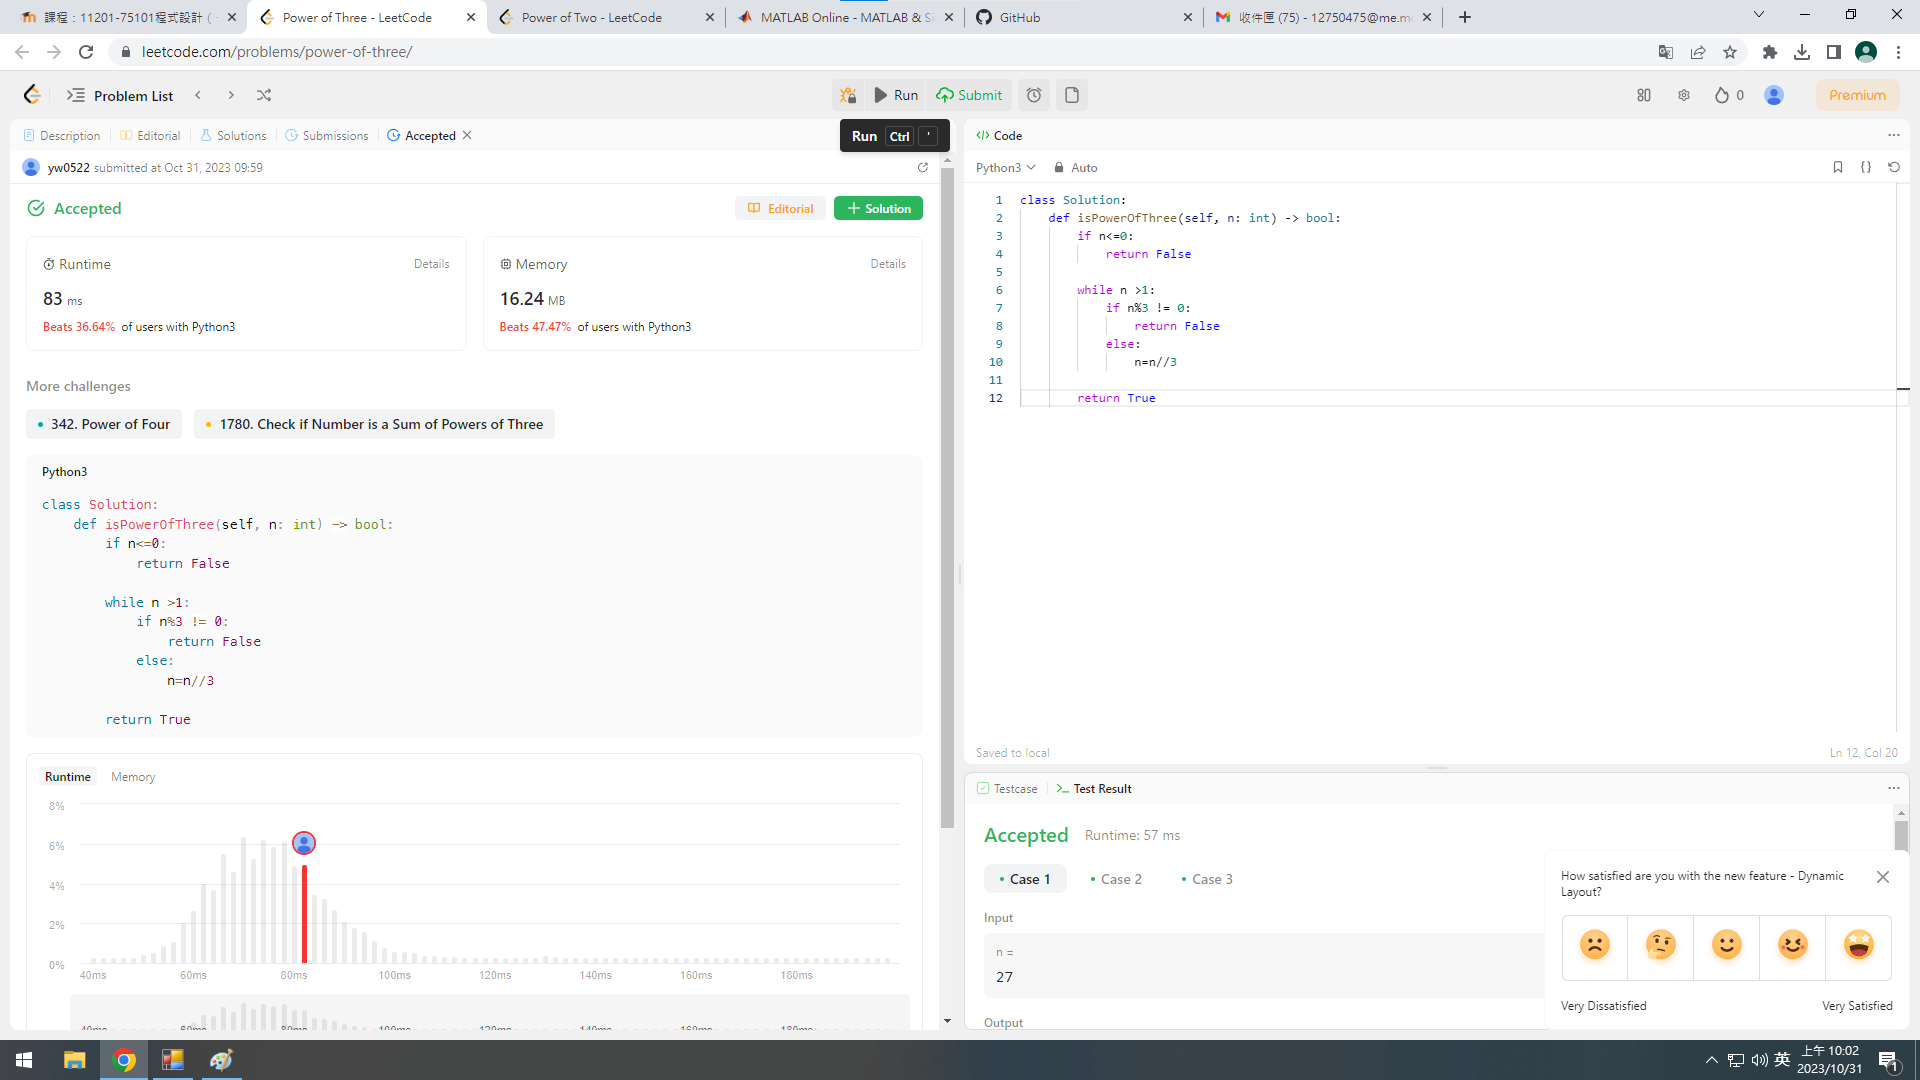 課程：11201-75101程式設計 (
Power of Three - LeetCode
Power of Two - LeetCode
MATLAB Online - MATLAB & Si
GitHub
收件匣 (75) - 12750475@me.m
leetcode.com/problems/power-of-three/
Problem List
Run
Submit
0
Premium
Description
Editorial
Solutions
Submissions
Accepted
Run Ctrl '
Code
yw0522 submitted at Oct 31, 2023 09:59
Python3
Auto
Accepted
Editorial
Solution
Runtime
Details
83 ms
Beats 36.64% of users with Python3
Memory
Details
16.24 MB
Beats 47.47% of users with Python3
More challenges
342. Power of Four
1780. Check if Number is a Sum of Powers of Three
Python3
class Solution:
    def isPowerOfThree(self, n: int) -> bool:
        if n<=0:
            return False
        while n >1:
            if n%3 != 0:
                return False
            else:
                n=n//3
        return True
Runtime
Memory
8%
6%
4%
2%
0%
40ms 60ms 80ms 100ms 120ms 140ms 160ms 180ms
40ms 60ms 80ms 100ms 120ms 140ms 160ms 180ms
1 class Solution:
2     def isPowerOfThree(self, n: int) -> bool:
3         if n<=0:
4             return False
5
6         while n >1:
7             if n%3 != 0:
8                 return False
9             else:
10                 n=n//3
11
12         return True
Saved to local
Ln 12, Col 20
Testcase
Test Result
Accepted
Runtime: 57 ms
Case 1
Case 2
Case 3
Input
n =
27
Output
How satisfied are you with the new feature - Dynamic
Layout?
Very Dissatisfied
Very Satisfied
英
上午 10:02
2023/10/31
1